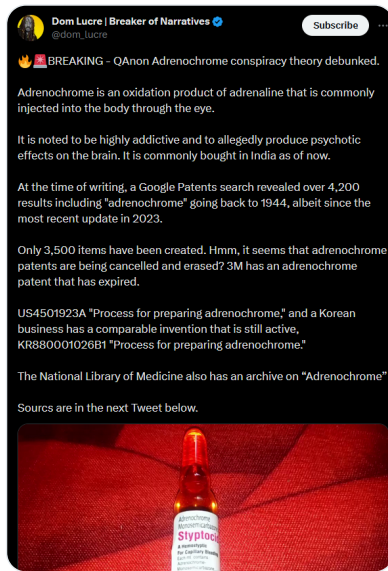 Dom Lucre | Breaker of Narratives
@dom_lucre
Subscribe
🔥🚨BREAKING - QAnon Adrenochrome conspiracy theory debunked.
Adrenochrome is an oxidation product of adrenaline that is commonly
injected into the body through the eye.
It is noted to be highly addictive and to allegedly produce psychotic
effects on the brain. It is commonly bought in India as of now.
At the time of writing, a Google Patents search revealed over 4,200
results including "adrenochrome" going back to 1944, albeit since the
most recent update in 2023.
Only 3,500 items have been created. Hmm, it seems that adrenochrome
patents are being cancelled and erased? 3M has an adrenochrome
patent that has expired.
US4501923A "Process for preparing adrenochrome," and a Korean
business has a comparable invention that is still active,
KR880001026B1 "Process for preparing adrenochrome."
The National Library of Medicine also has an archive on “Adrenochrome”
Sourcs are in the next Tweet below.
Adrenochrome
Styptoci
A Hemostyptic
For Capillary